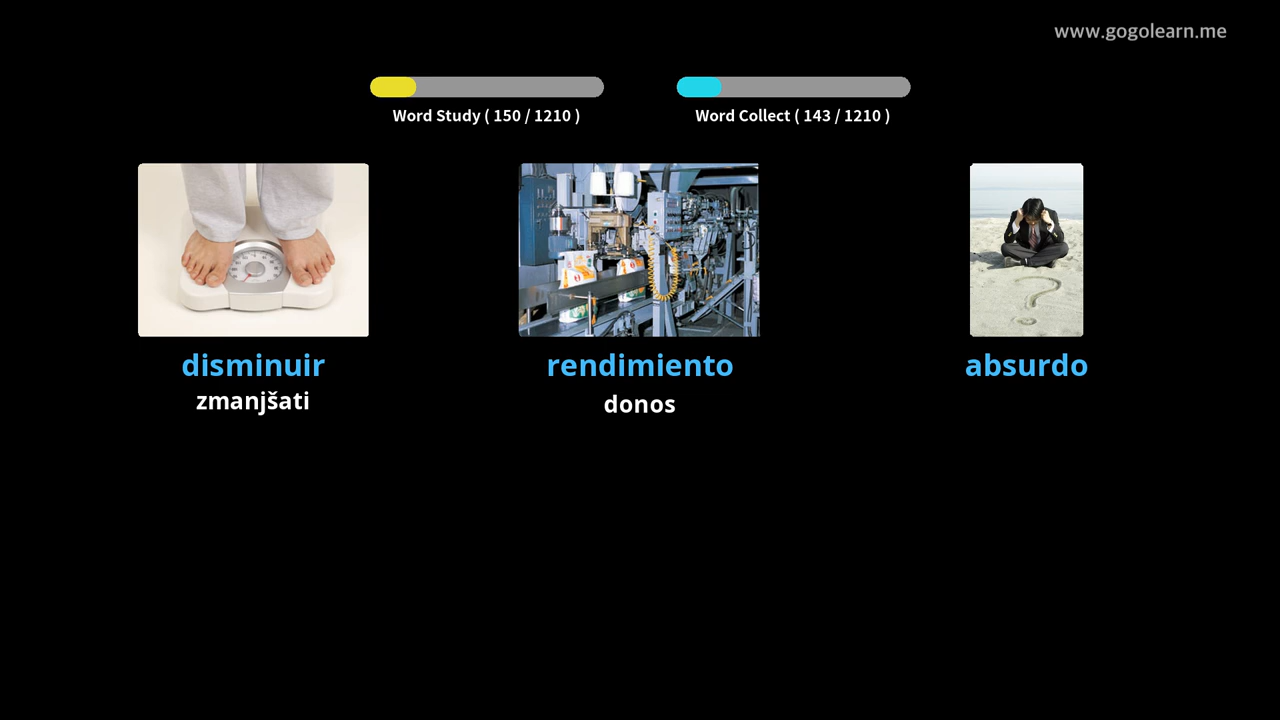 www.gogolearn.me
Word Study ( 150 / 1210 )
Word Collect ( 143 / 1210 )
disminuir
zmanjšati
rendimiento
donos
absurdo